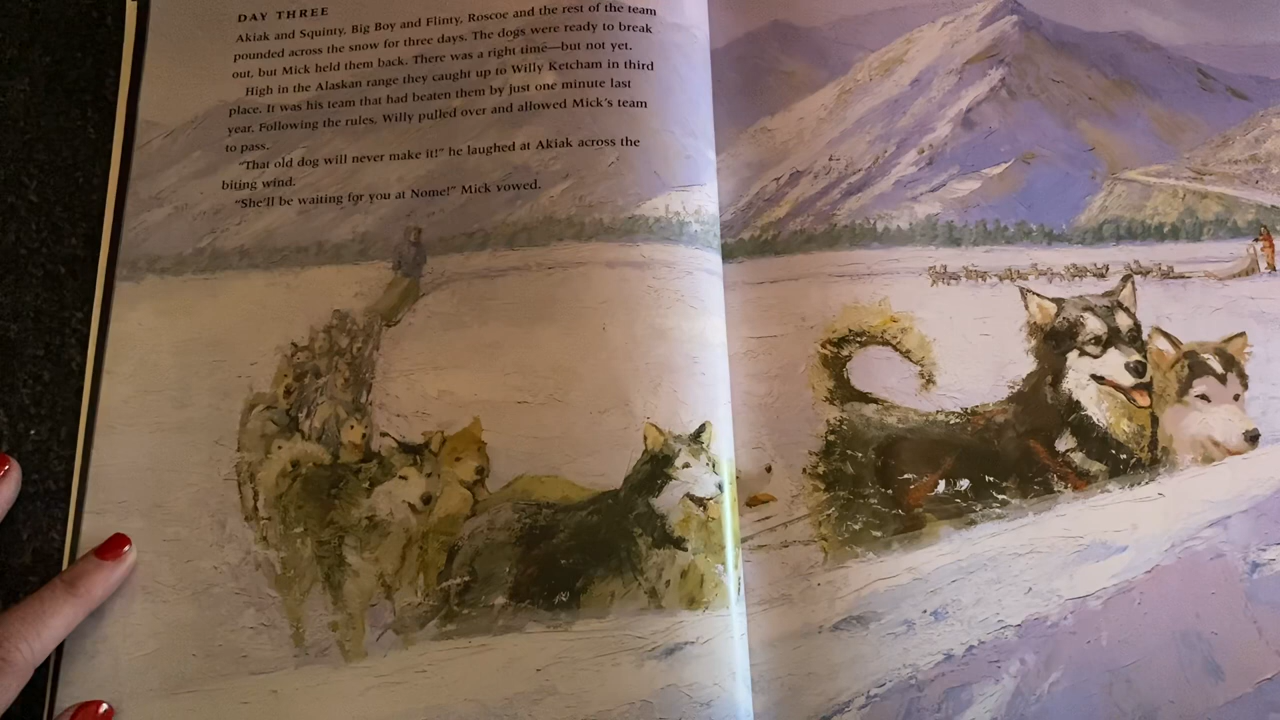 DAY THREE
Akiak and Squinty, Big Boy and Flinty, Roscoe and the rest of the team
pounded across the snow for three days. The dogs were ready to break
out, but Mick held them back. There was a right time—but not yet.
High in the Alaskan range they caught up to Willy Ketcham in third
place. It was his team that had beaten them by just one minute last
year. Following the rules, Willy pulled over and allowed Mick's team
to pass.
"That old dog will never make it!" he laughed at Akiak across the
biting wind.
"She'll be waiting for you at Nome!" Mick vowed.